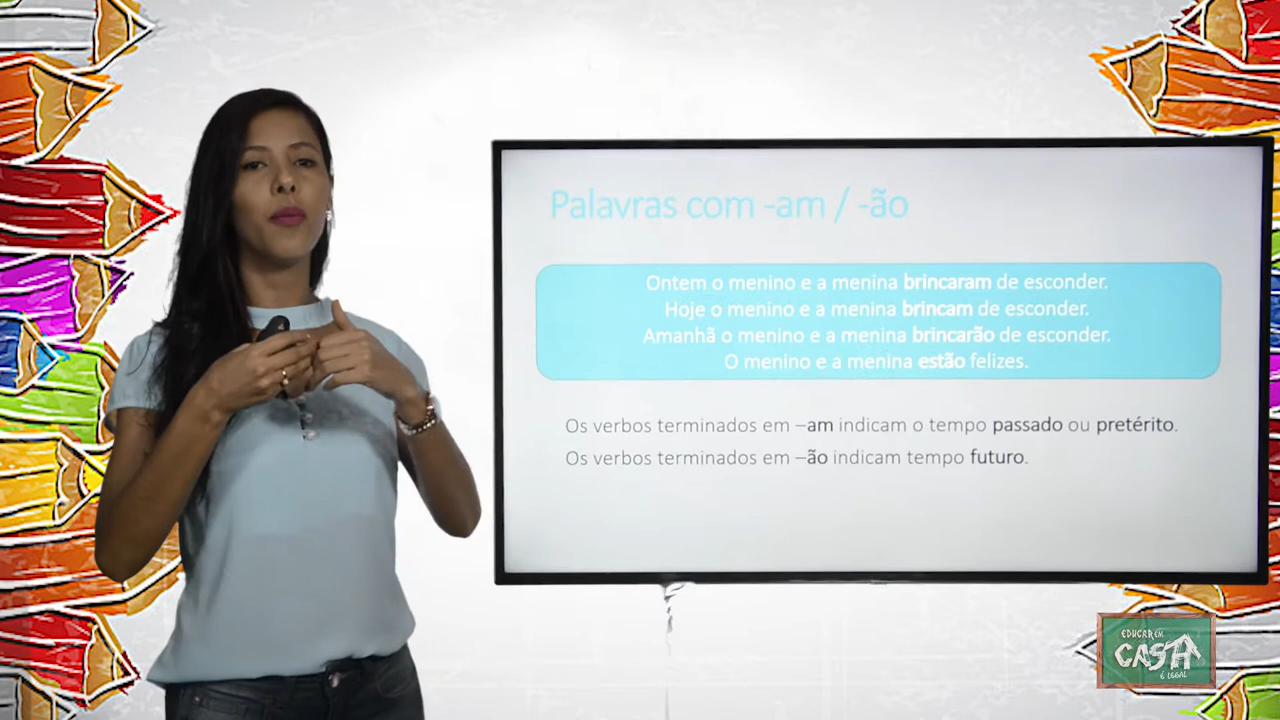 Palavras com -am / -ão
Ontem o menino e a menina brincaram de esconder.
Hoje o menino e a menina brincam de esconder.
Amanhã o menino e a menina brincarão de esconder.
O menino e a menina estão felizes.
Os verbos terminados em –am indicam o tempo passado ou pretérito.
Os verbos terminados em –ão indicam tempo futuro.
EDUCAR EM
CASA
É LEGAL